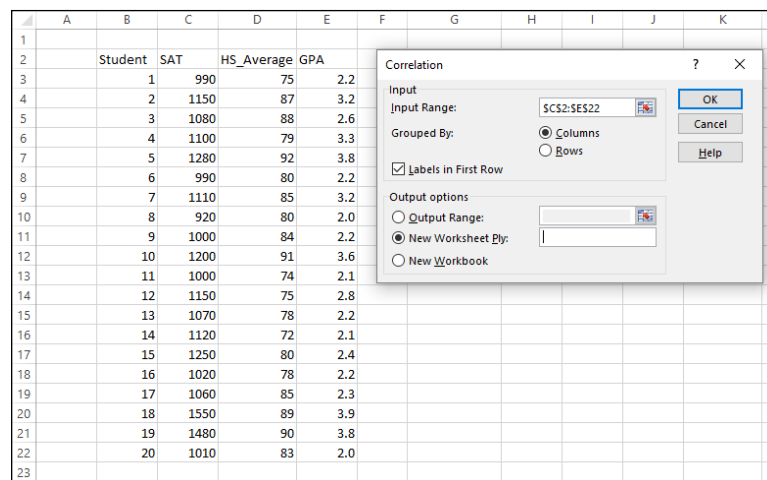 A B C D E F G H I J K
1
2 Student SAT HS_Average GPA
3 1 990 75 2.2
4 2 1150 87 3.2
5 3 1080 88 2.6
6 4 1100 79 3.3
7 5 1280 92 3.8
8 6 990 80 2.2
9 7 1110 85 3.2
10 8 920 80 2.0
11 9 1000 84 2.2
12 10 1200 91 3.6
13 11 1000 74 2.1
14 12 1150 75 2.8
15 13 1070 78 2.2
16 14 1120 72 2.1
17 15 1250 80 2.4
18 16 1020 78 2.2
19 17 1060 85 2.3
20 18 1550 89 3.9
21 19 1480 90 3.8
22 20 1010 83 2.0
23
Correlation ? ×
Input
Input Range: $C$2:$E$22 OK
Grouped By: Columns Cancel
Rows Help
Labels in First Row
Output options
Output Range:
New Worksheet Ply:
New Workbook